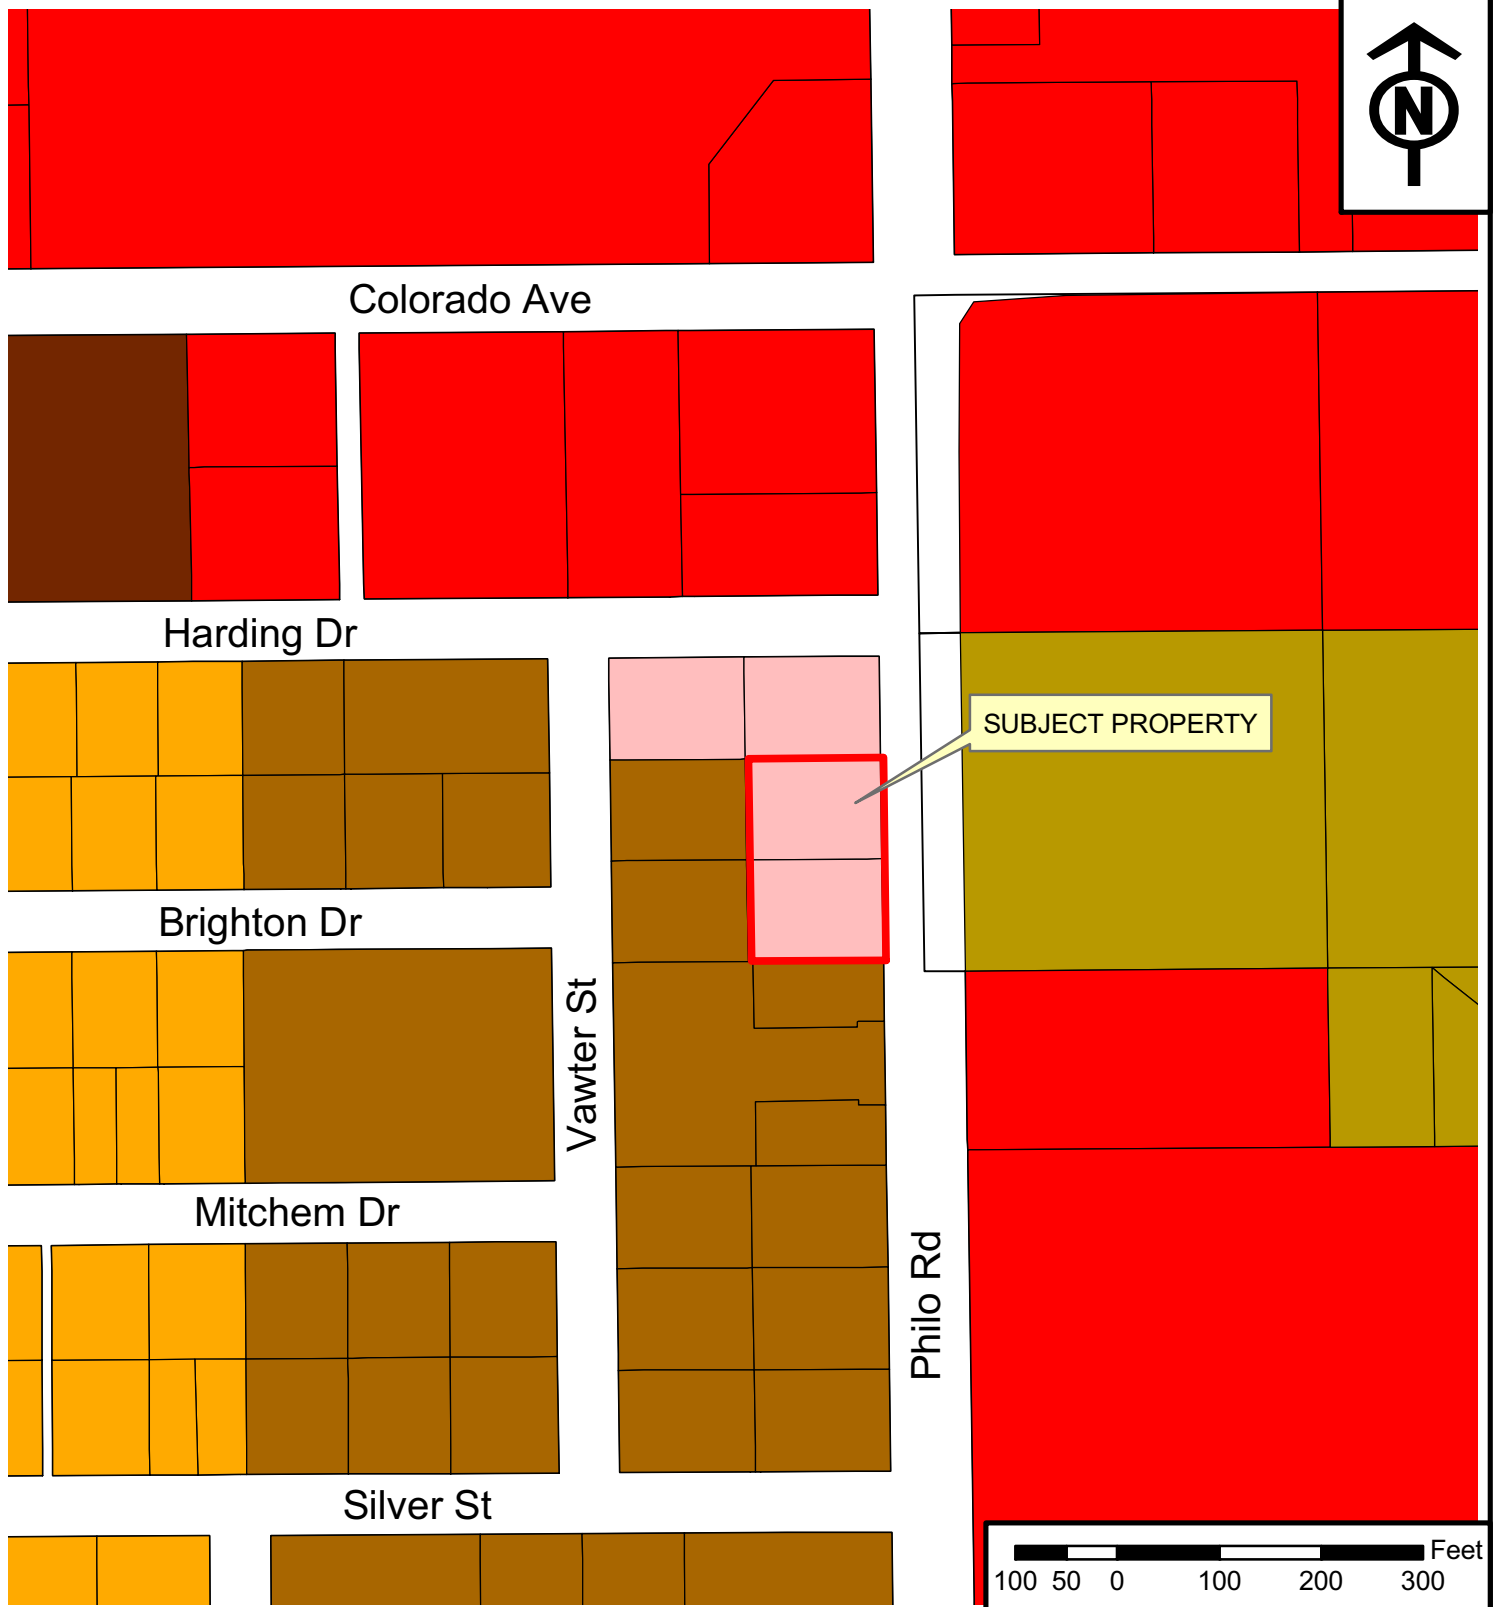 N
Colorado Ave
Harding Dr
SUBJECT PROPERTY
Brighton Dr
Vawter St
Mitchem Dr
Philo Rd
Silver St
Feet
100 50 0 100 200 300